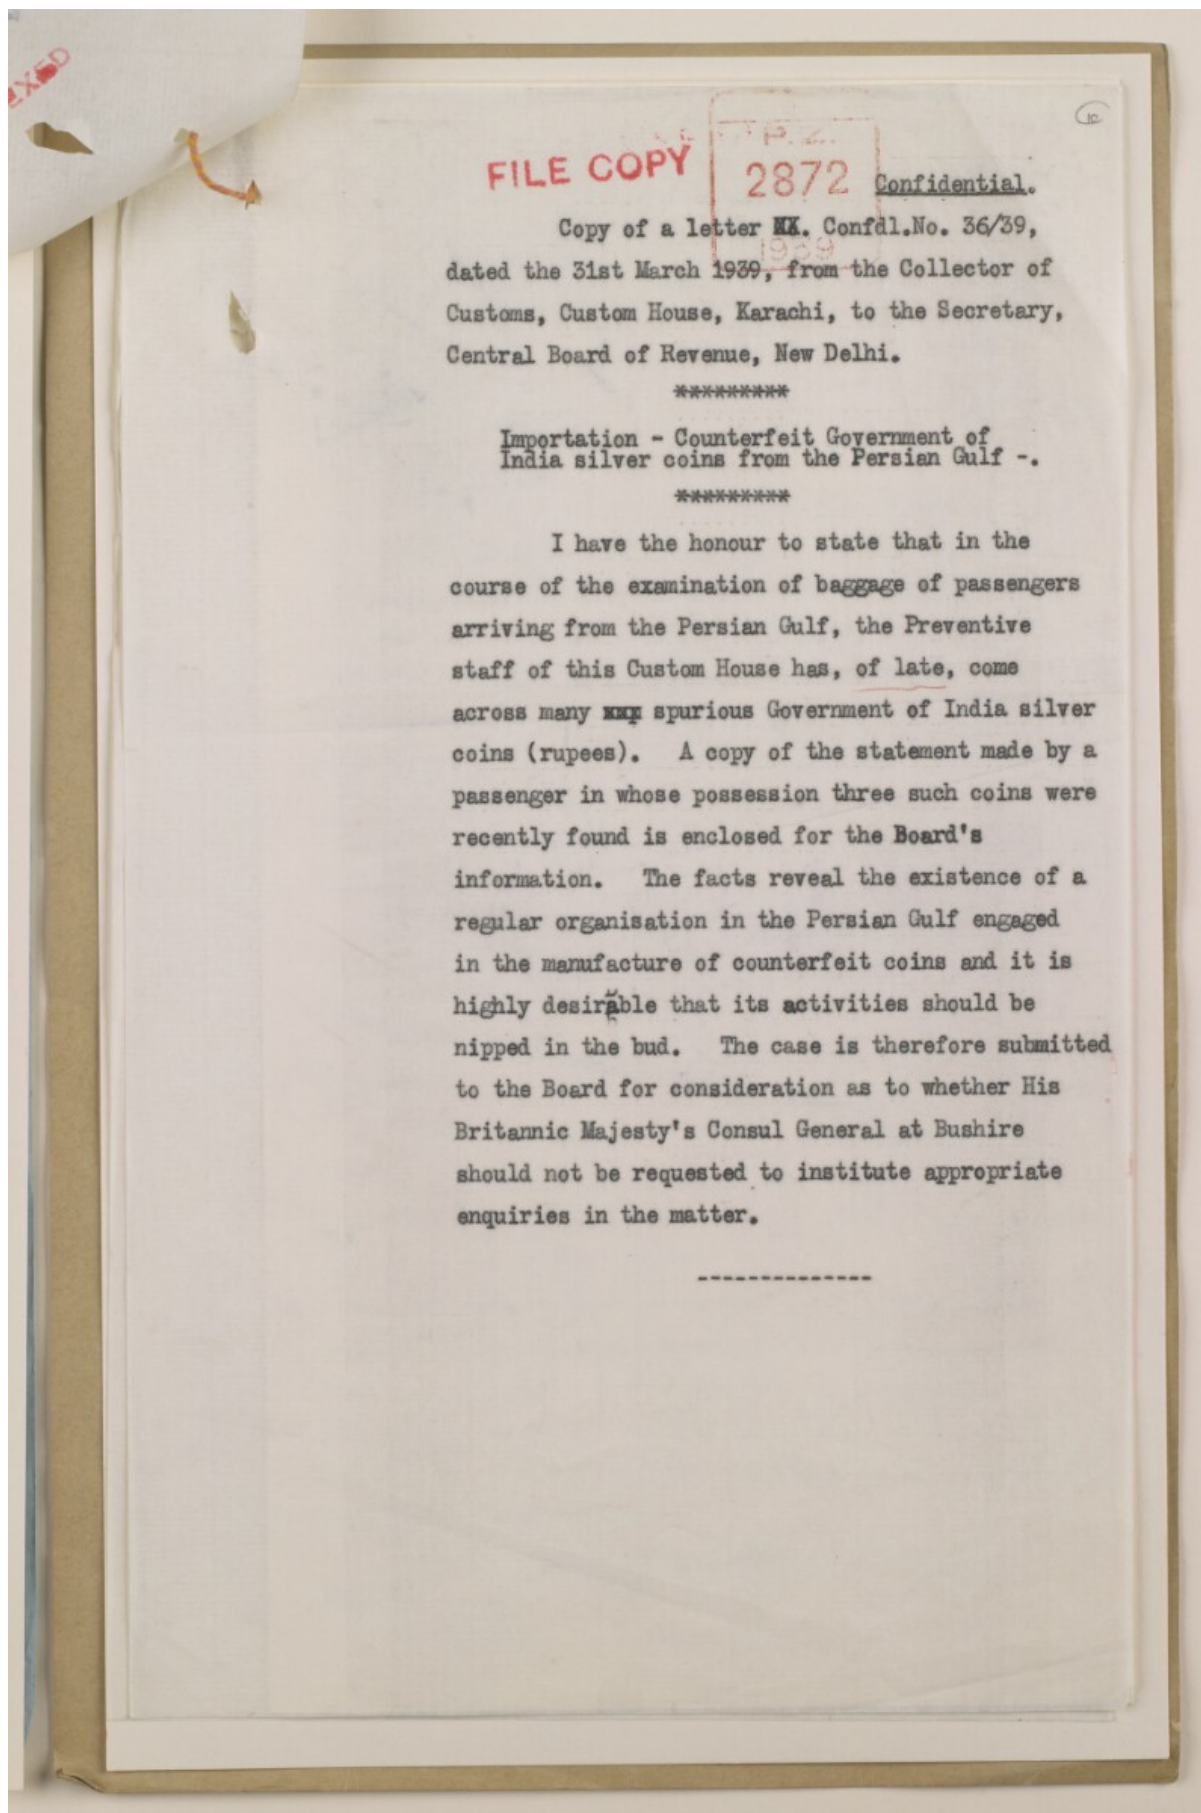 10
FILE COPY
P.Z.
2872
1939
Confidential.
Copy of a letter XX. Confdl.No. 36/39,
dated the 31st March 1939, from the Collector of
Customs, Custom House, Karachi, to the Secretary,
Central Board of Revenue, New Delhi.
*********
Importation - Counterfeit Government of
India silver coins from the Persian Gulf -.
*********
I have the honour to state that in the
course of the examination of baggage of passengers
arriving from the Persian Gulf, the Preventive
staff of this Custom House has, of late, come
across many xxx spurious Government of India silver
coins (rupees). A copy of the statement made by a
passenger in whose possession three such coins were
recently found is enclosed for the Board's
information. The facts reveal the existence of a
regular organisation in the Persian Gulf engaged
in the manufacture of counterfeit coins and it is
highly desirable that its activities should be
nipped in the bud. The case is therefore submitted
to the Board for consideration as to whether His
Britannic Majesty's Consul General at Bushire
should not be requested to institute appropriate
enquiries in the matter.
--------------